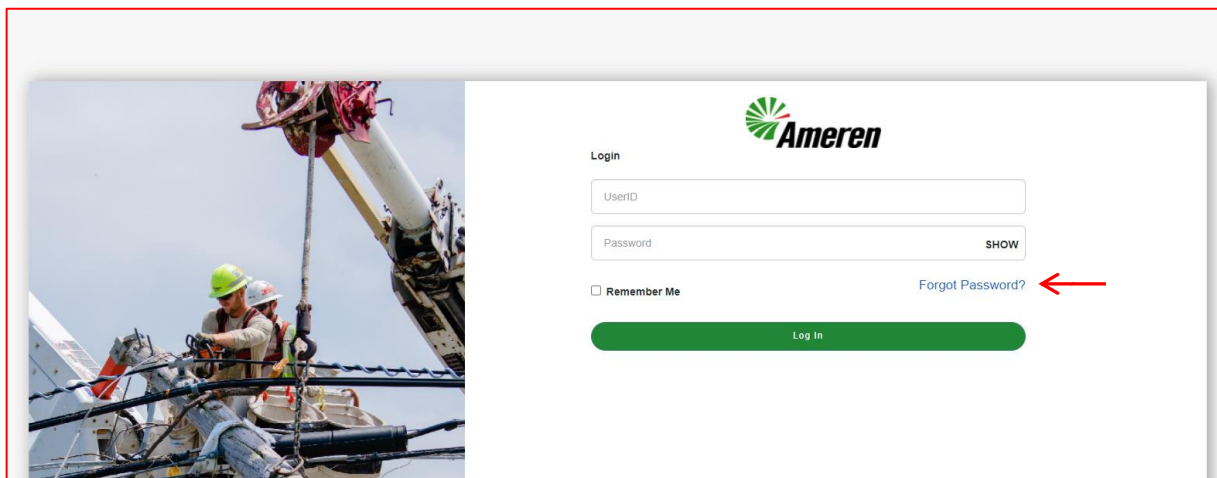 Ameren
Login
UserID
Password SHOW
Remember Me Forgot Password?
Log In